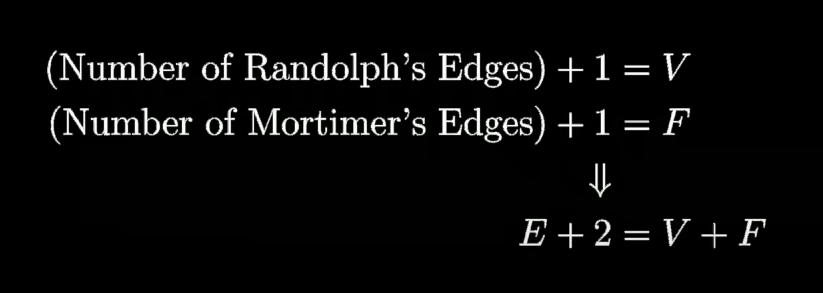 (Number of Randolph's Edges) + 1 = V
(Number of Mortimer's Edges) + 1 = F
⇓
E + 2 = V + F